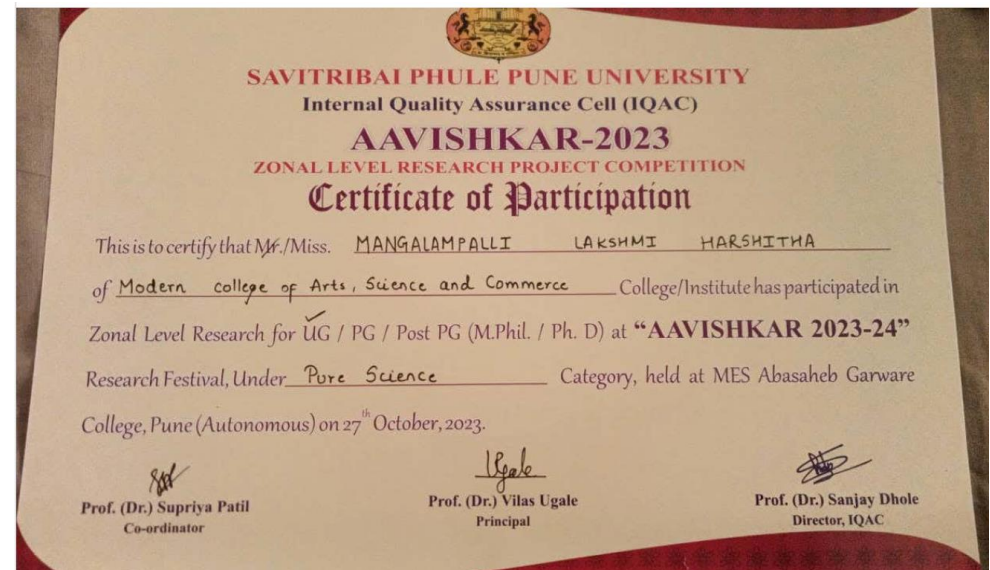 SAVITRIBAI PHULE PUNE UNIVERSITY
Internal Quality Assurance Cell (IQAC)
AAVISHKAR-2023
ZONAL LEVEL RESEARCH PROJECT COMPETITION
Certificate of Participation
This is to certify that Mr./Miss. MANGALAMPALLI LAKSHMI HARSHITHA
of Modern college of Arts, Science and Commerce College/Institute has participated in
Zonal Level Research for UG / PG / Post PG (M.Phil. / Ph. D) at “AAVISHKAR 2023-24”
Research Festival, Under Pure Science Category, held at MES Abasaheb Garware
College, Pune (Autonomous) on 27th October, 2023.
Ugale
Prof. (Dr.) Supriya Patil Prof. (Dr.) Vilas Ugale Prof. (Dr.) Sanjay Dhole
Co-ordinator Principal Director, IQAC